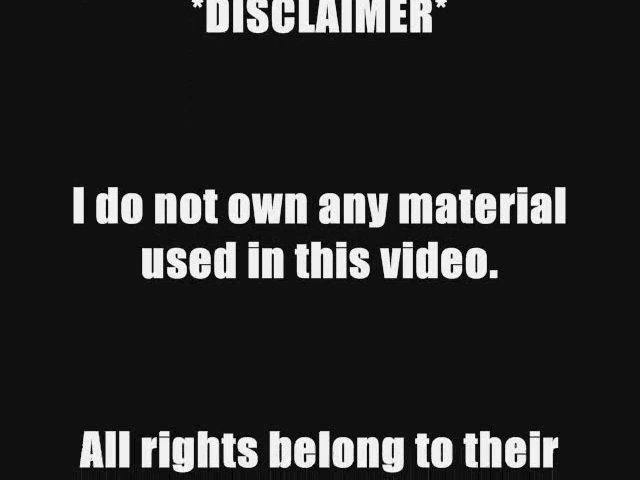 *DISCLAIMER*
I do not own any material
used in this video.
All rights belong to their